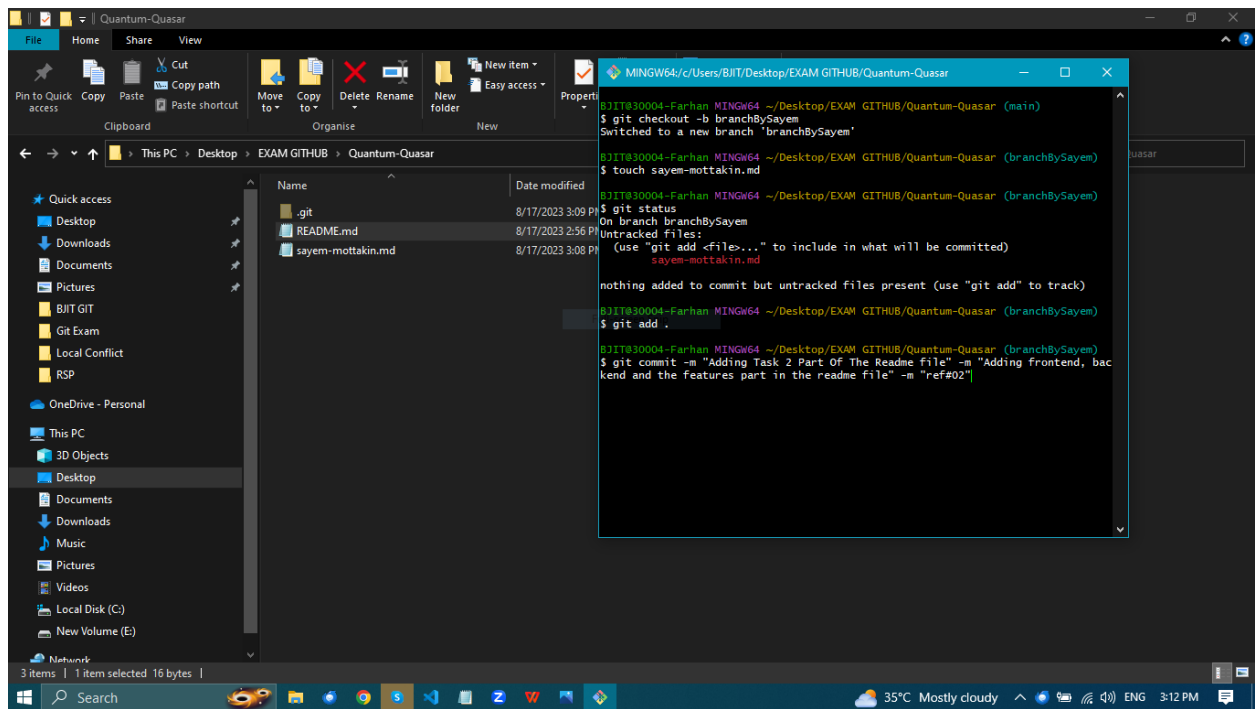 Quantum-Quasar
File Home Share View
Pin to Quick access
Copy
Paste
Cut
Copy path
Paste shortcut
Clipboard
Move to
Copy to
Delete
Rename
Organise
New folder
New item
Easy access
New
Properti
This PC > Desktop > EXAM GITHUB > Quantum-Quasar
uasar
Quick access
Desktop
Downloads
Documents
Pictures
BJIT GIT
Git Exam
Local Conflict
RSP
OneDrive - Personal
This PC
3D Objects
Desktop
Documents
Downloads
Music
Pictures
Videos
Local Disk (C:)
New Volume (E:)
Network
Name Date modified
.git 8/17/2023 3:09 PM
README.md 8/17/2023 2:56 PM
sayem-mottakin.md 8/17/2023 3:08 PM
MINGW64:/c/Users/BJIT/Desktop/EXAM GITHUB/Quantum-Quasar
BJIT@30004-Farhan MINGW64 ~/Desktop/EXAM GITHUB/Quantum-Quasar (main)
$ git checkout -b branchBySayem
Switched to a new branch 'branchBySayem'
BJIT@30004-Farhan MINGW64 ~/Desktop/EXAM GITHUB/Quantum-Quasar (branchBySayem)
$ touch sayem-mottakin.md
BJIT@30004-Farhan MINGW64 ~/Desktop/EXAM GITHUB/Quantum-Quasar (branchBySayem)
$ git status
On branch branchBySayem
Untracked files:
(use "git add <file>..." to include in what will be committed)
sayem-mottakin.md
nothing added to commit but untracked files present (use "git add" to track)
BJIT@30004-Farhan MINGW64 ~/Desktop/EXAM GITHUB/Quantum-Quasar (branchBySayem)
$ git add .
BJIT@30004-Farhan MINGW64 ~/Desktop/EXAM GITHUB/Quantum-Quasar (branchBySayem)
$ git commit -m "Adding Task 2 Part Of The Readme file" -m "Adding frontend, bac
kend and the features part in the readme file" -m "ref#02"
3 items | 1 item selected 16 bytes |
Search
35°C Mostly cloudy ENG 3:12 PM